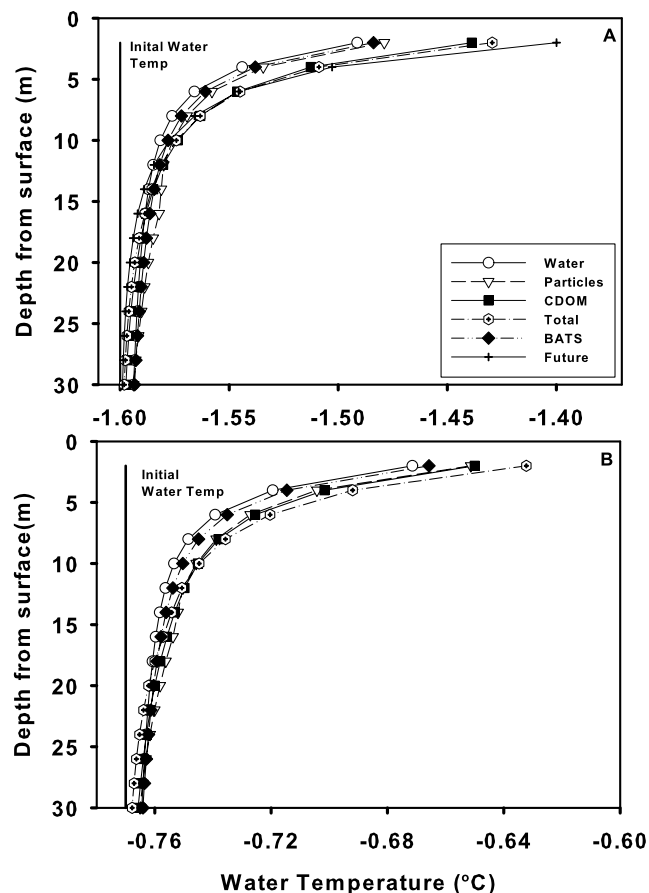 0
5
10
15
20
25
30
Depth from surface (m)
A
Inital Water
Temp
Water
Particles
CDOM
Total
BATS
Future
-1.60
-1.55
-1.50
-1.45
-1.40
0
5
10
15
20
25
30
Depth from surface(m)
B
Initial
Water Temp
-0.76
-0.72
-0.68
-0.64
-0.60
Water Temperature (°C)